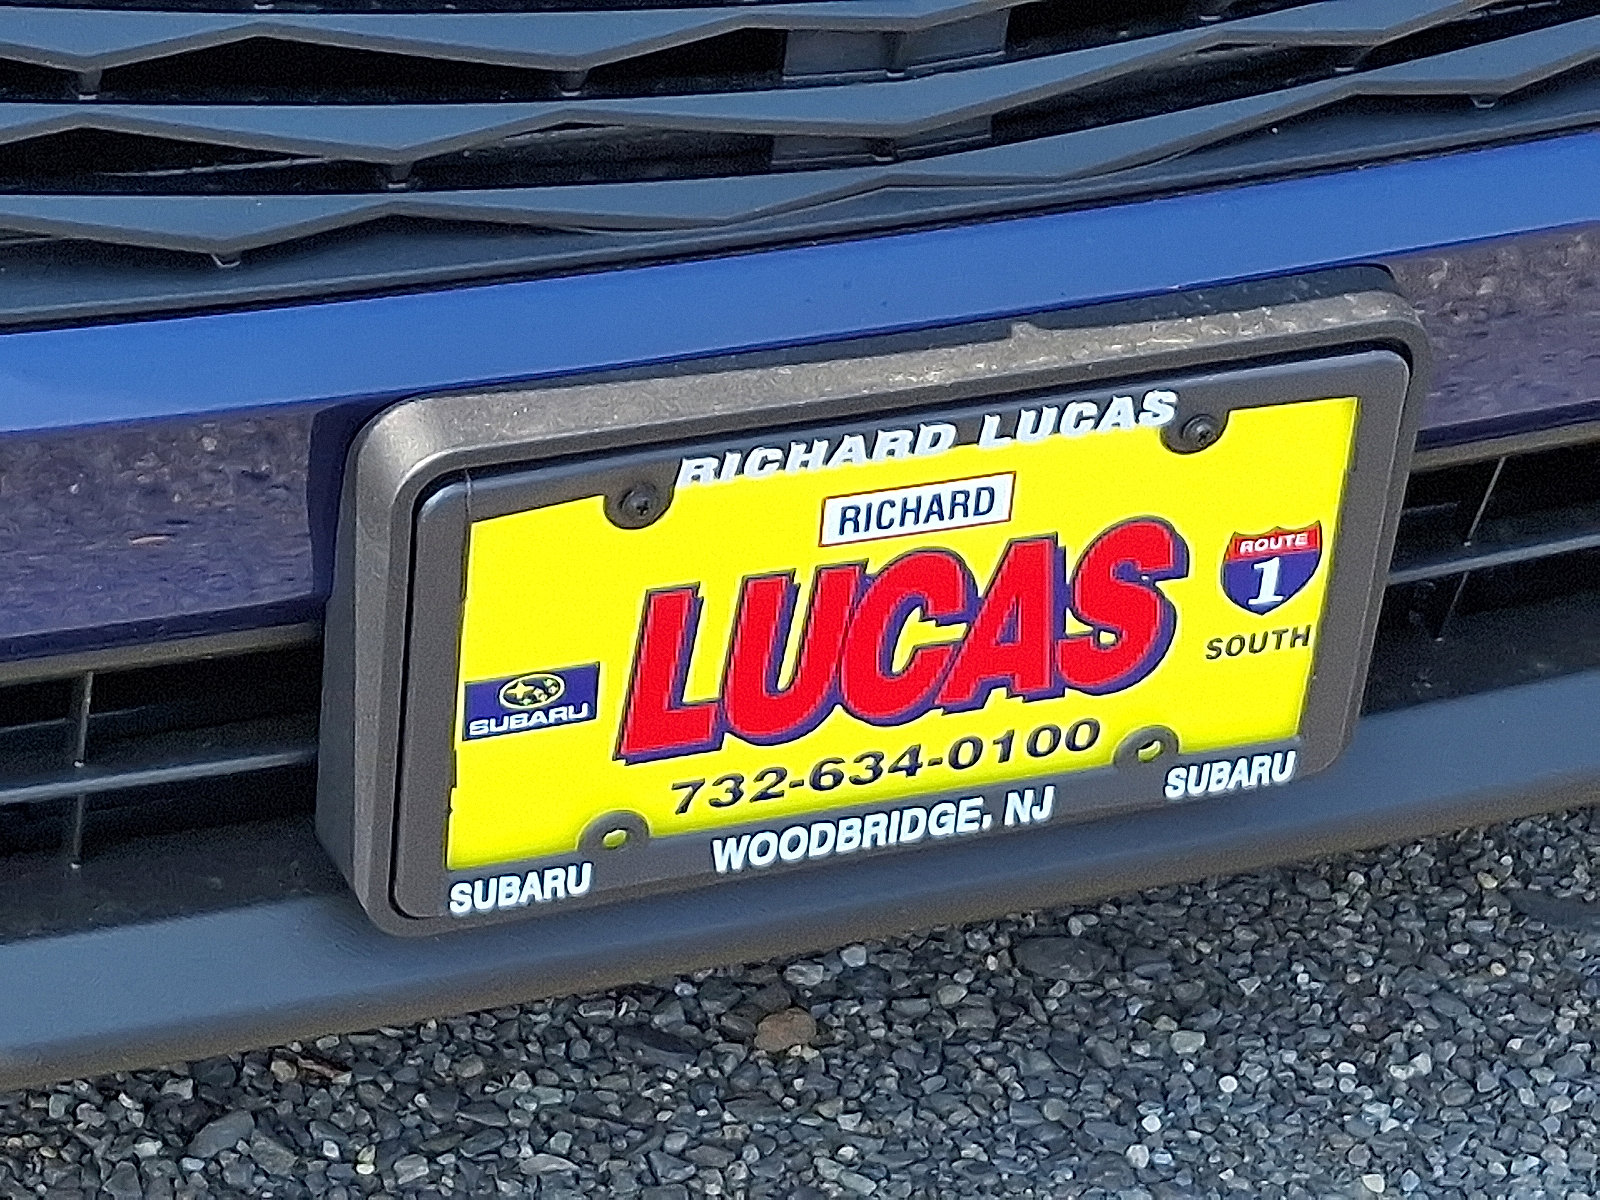 RICHARD LUCAS
RICHARD
LUCAS
ROUTE
1
SOUTH
SUBARU
732-634-0100
SUBARU WOODBRIDGE, NJ SUBARU